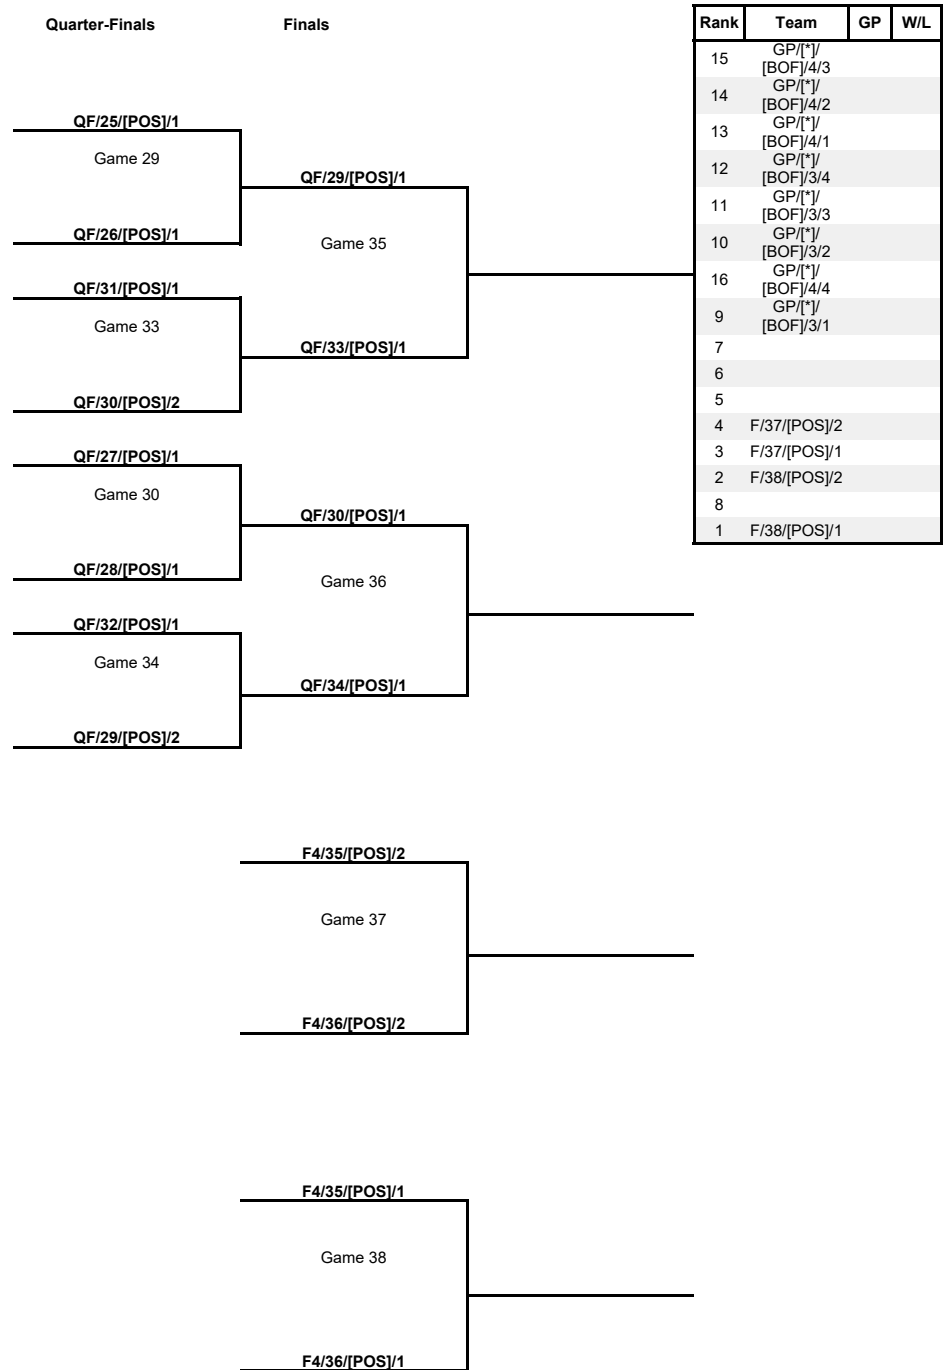 Quarter-Finals
Finals
QF/25/[POS]/1
Game 29
QF/26/[POS]/1
QF/31/[POS]/1
Game 33
QF/30/[POS]/2
QF/27/[POS]/1
Game 30
QF/28/[POS]/1
QF/32/[POS]/1
Game 34
QF/29/[POS]/2
QF/29/[POS]/1
Game 35
QF/33/[POS]/1
QF/30/[POS]/1
Game 36
QF/34/[POS]/1
F4/35/[POS]/2
Game 37
F4/36/[POS]/2
F4/35/[POS]/1
Game 38
F4/36/[POS]/1
Rank Team GP W/L
15 GP/[*]/
[BOF]/4/3
14 GP/[*]/
[BOF]/4/2
13 GP/[*]/
[BOF]/4/1
12 GP/[*]/
[BOF]/3/4
11 GP/[*]/
[BOF]/3/3
10 GP/[*]/
[BOF]/3/2
16 GP/[*]/
[BOF]/4/4
9 GP/[*]/
[BOF]/3/1
7
6
5
4 F/37/[POS]/2
3 F/37/[POS]/1
2 F/38/[POS]/2
8
1 F/38/[POS]/1